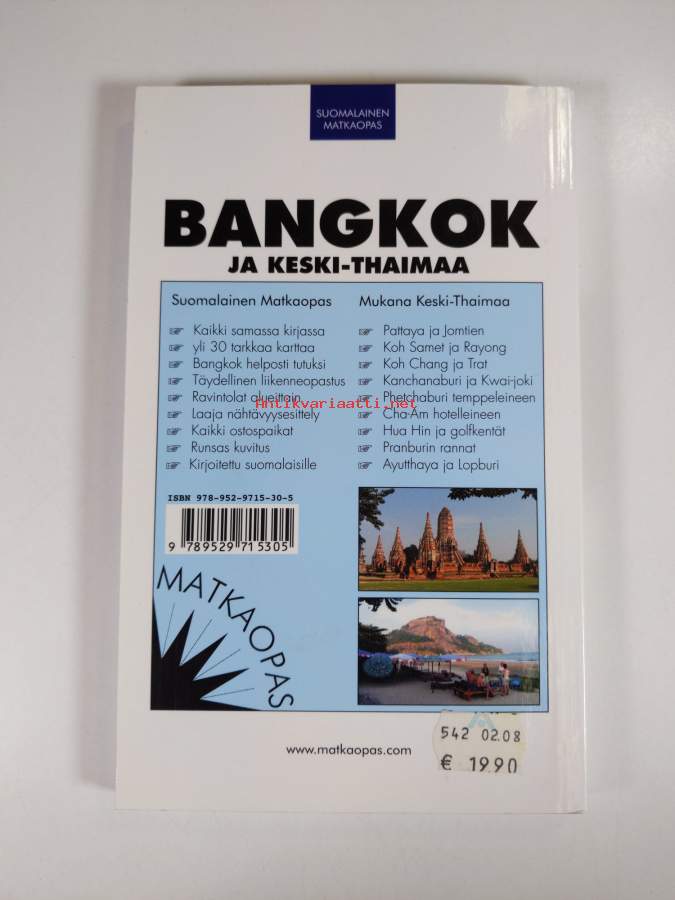 SUOMALAINEN
MATKAOPAS
BANGKOK
JA KESKI-THAIMAA
Suomalainen Matkaopas
Kaikki samassa kirjassa
yli 30 tarkkaa karttaa
Bangkok helposti tutuksi
Täydellinen liikenneopastus
Ravintolat alueittain
Laaja nähtävyysesittely
Kaikki ostospaikat
Runsas kuvitus
Kirjoitettu suomalaisille
Mukana Keski-Thaimaa
Pattaya ja Jomtien
Koh Samet ja Rayong
Koh Chang ja Trat
Kanchanaburi ja Kwai-joki
Phetchaburi temppeleineen
Cha-Am hotelleineen
Hua Hin ja golfkentät
Pranburin rannat
Ayutthaya ja Lopburi
Antikvariaatti.net
ISBN 978-952-9715-30-5
9 789529 715305
MATKAOPAS
542 02.08
€ 19.90
www.matkaopas.com